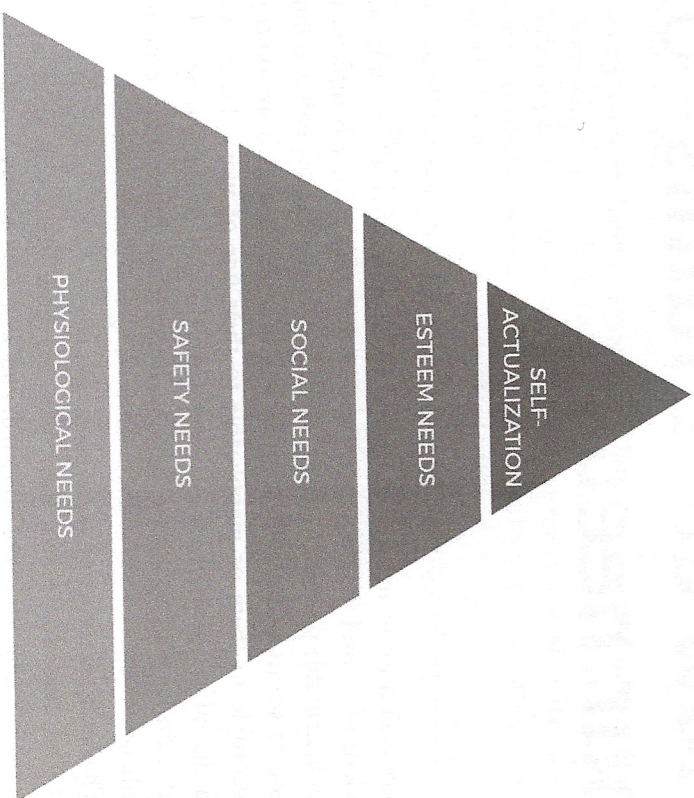 SELF-
ACTUALIZATION
ESTEEM NEEDS
SOCIAL NEEDS
SAFETY NEEDS
PHYSIOLOGICAL NEEDS